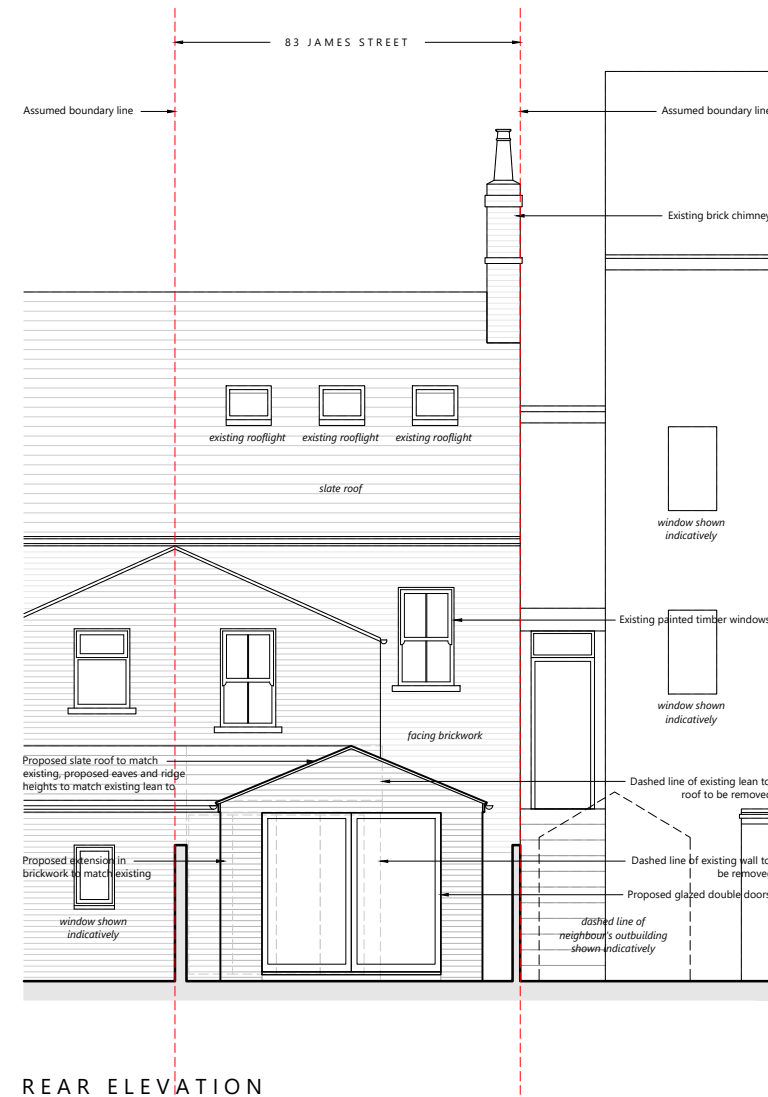 83 JAMES STREET
Assumed boundary line
Assumed boundary line
Existing brick chimney
existing rooflight
existing rooflight
existing rooflight
slate roof
window shown
indicatively
Existing painted timber windows
window shown
indicatively
facing brickwork
Proposed slate roof to match
existing, proposed eaves and ridge
heights to match existing lean to
Dashed line of existing lean to
roof to be removed
Proposed extension in
brickwork to match existing
Dashed line of existing wall to
be removed
Proposed glazed double doors
window shown
indicatively
dashed line of
neighbour's outbuilding
shown indicatively
REAR ELEVATION